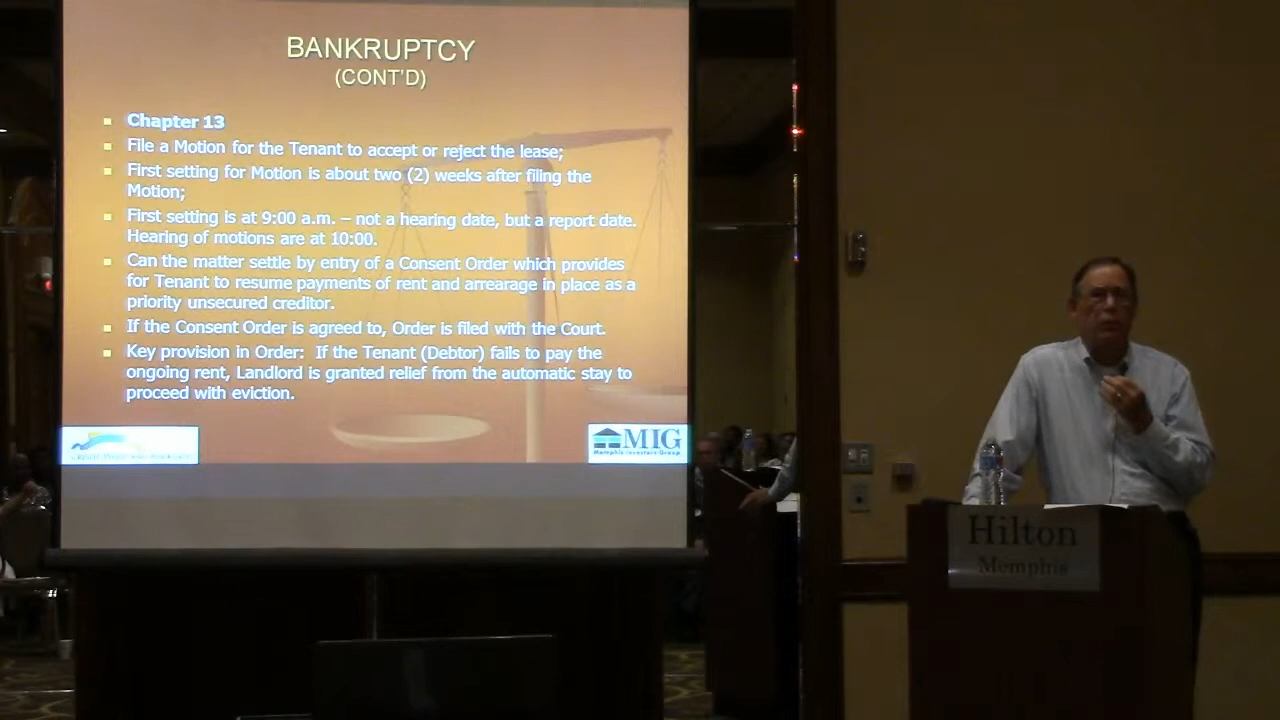 BANKRUPTCY
(CONT'D)
Chapter 13
File a Motion for the Tenant to accept or reject the lease;
First setting for Motion is about two (2) weeks after filing the
Motion;
First setting is at 9:00 a.m. – not a hearing date, but a report date.
Hearing of motions are at 10:00.
Can the matter settle by entry of a Consent Order which provides
for Tenant to resume payments of rent and arrearage in place as a
priority unsecured creditor.
If the Consent Order is agreed to, Order is filed with the Court.
Key provision in Order: If the Tenant (Debtor) fails to pay the
ongoing rent, Landlord is granted relief from the automatic stay to
proceed with eviction.
MIG
Memphis Investors Group
Hilton
Memphis